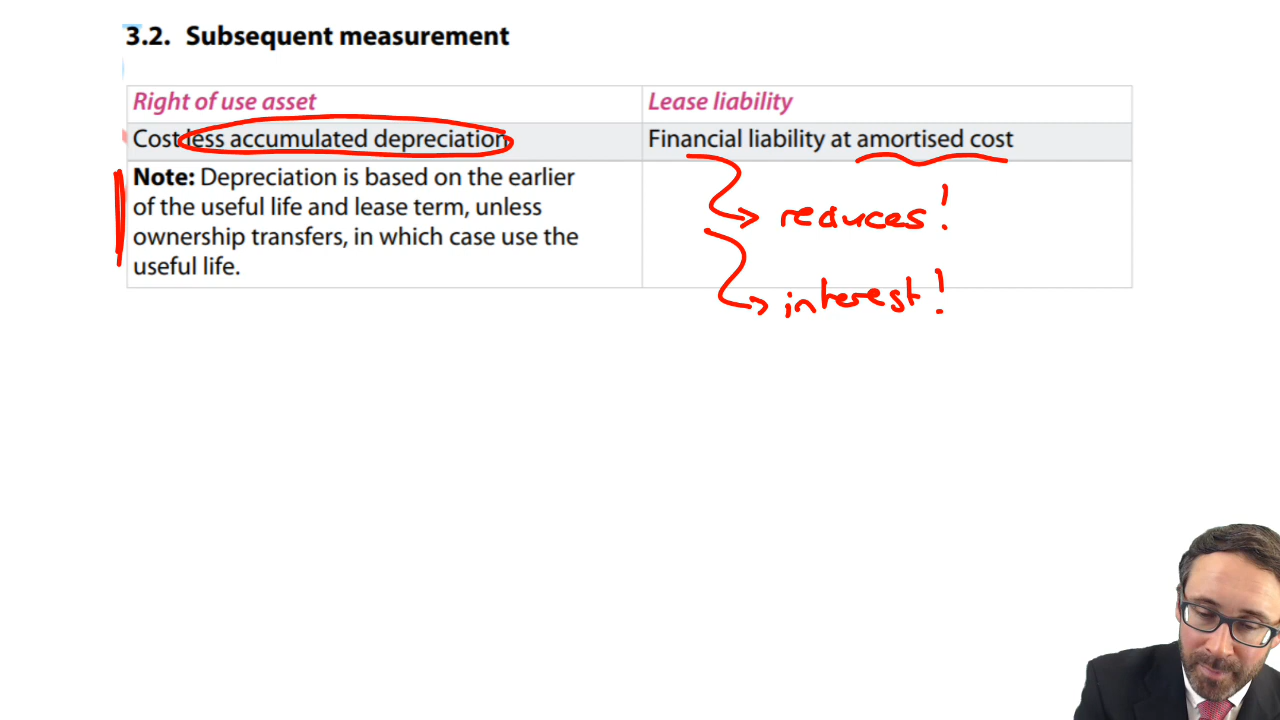 3.2. Subsequent measurement
Right of use asset
Lease liability
Cost less accumulated depreciation
Financial liability at amortised cost
Note: Depreciation is based on the earlier
of the useful life and lease term, unless
ownership transfers, in which case use the
useful life.
reduces!
interest!